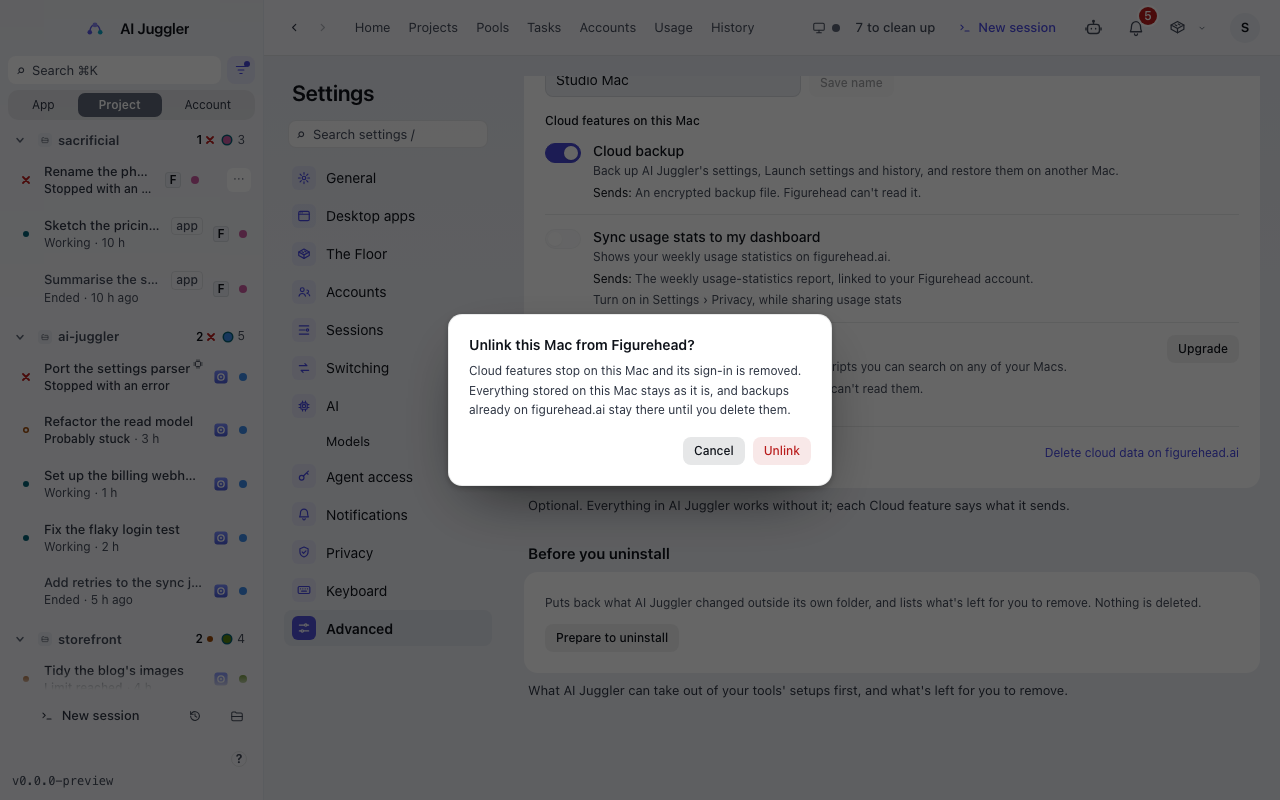 AI Juggler
Search ⌘K
App
Project
Account
sacrificial
1
3
Rename the ph...
Stopped with an ...
F
Sketch the pricin...
app
Working · 10 h
F
Summarise the s...
app
Ended · 10 h ago
F
ai-juggler
2
5
Port the settings parser
Stopped with an error
Refactor the read model
Probably stuck · 3 h
Set up the billing webh...
Working · 1 h
Fix the flaky login test
Working · 2 h
Add retries to the sync j...
Ended · 5 h ago
storefront
2
4
Tidy the blog's images
New session
?
v0.0.0-preview
Home
Projects
Pools
Tasks
Accounts
Usage
History
7 to clean up
New session
5
S
Settings
Search settings /
General
Desktop apps
The Floor
Accounts
Sessions
Switching
AI
Models
Agent access
Notifications
Privacy
Keyboard
Advanced
Studio Mac
Save name
Cloud features on this Mac
Cloud backup
Back up AI Juggler's settings, Launch settings and history, and restore them on another Mac.
Sends: An encrypted backup file. Figurehead can't read it.
Sync usage stats to my dashboard
Shows your weekly usage statistics on figurehead.ai.
Sends: The weekly usage-statistics report, linked to your Figurehead account.
Turn on in Settings › Privacy, while sharing usage stats
Upgrade
you can search on any of your Macs.
can't read them.
Unlink this Mac from Figurehead?
Cloud features stop on this Mac and its sign-in is removed.
Everything stored on this Mac stays as it is, and backups
already on figurehead.ai stay there until you delete them.
Cancel
Unlink
Delete cloud data on figurehead.ai
Optional. Everything in AI Juggler works without it; each Cloud feature says what it sends.
Before you uninstall
Puts back what AI Juggler changed outside its own folder, and lists what's left for you to remove. Nothing is deleted.
Prepare to uninstall
What AI Juggler can take out of your tools' setups first, and what's left for you to remove.